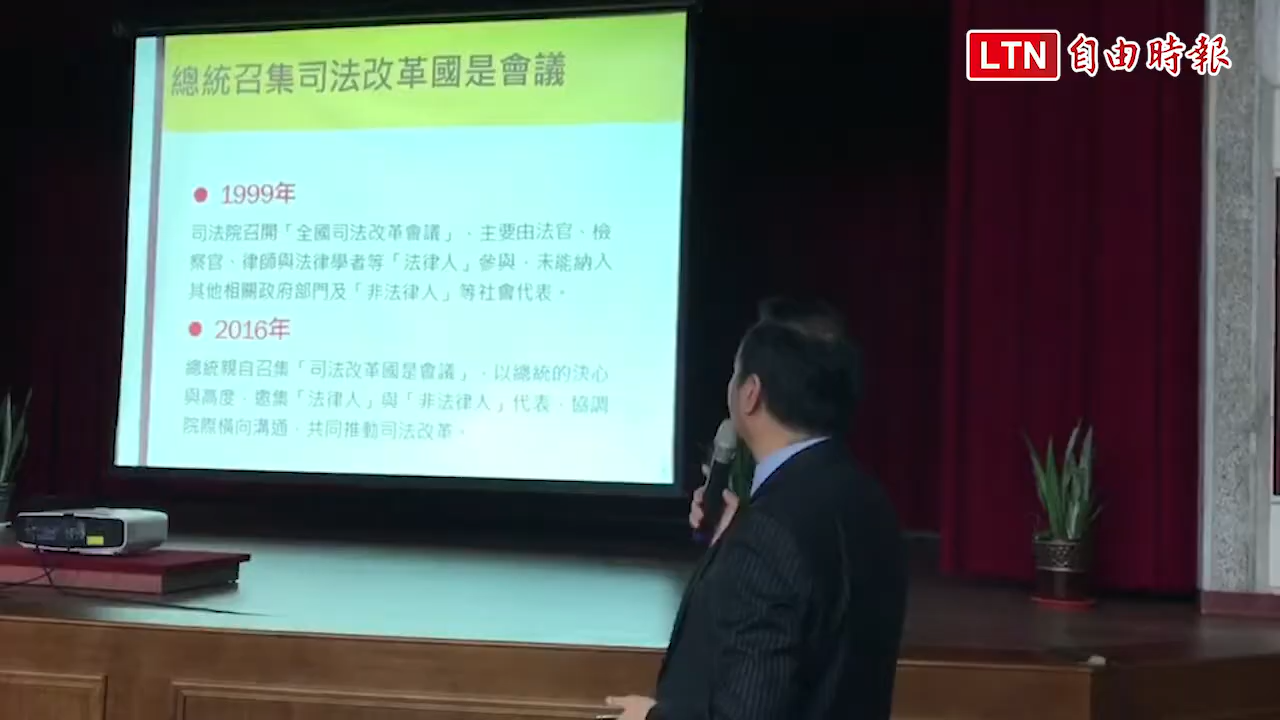 LTN 自由時報
總統召集司法改革國是會議
● 1999年
司法院召開「全國司法改革會議」，主要由法官、檢
察官、律師與法律學者等「法律人」參與，未能納入
其他相關政府部門及「非法律人」等社會代表。
● 2016年
總統親自召集「司法改革國是會議」，以總統的決心
與高度，邀集「法律人」與「非法律人」代表，協調
院際橫向溝通，共同推動司法改革。